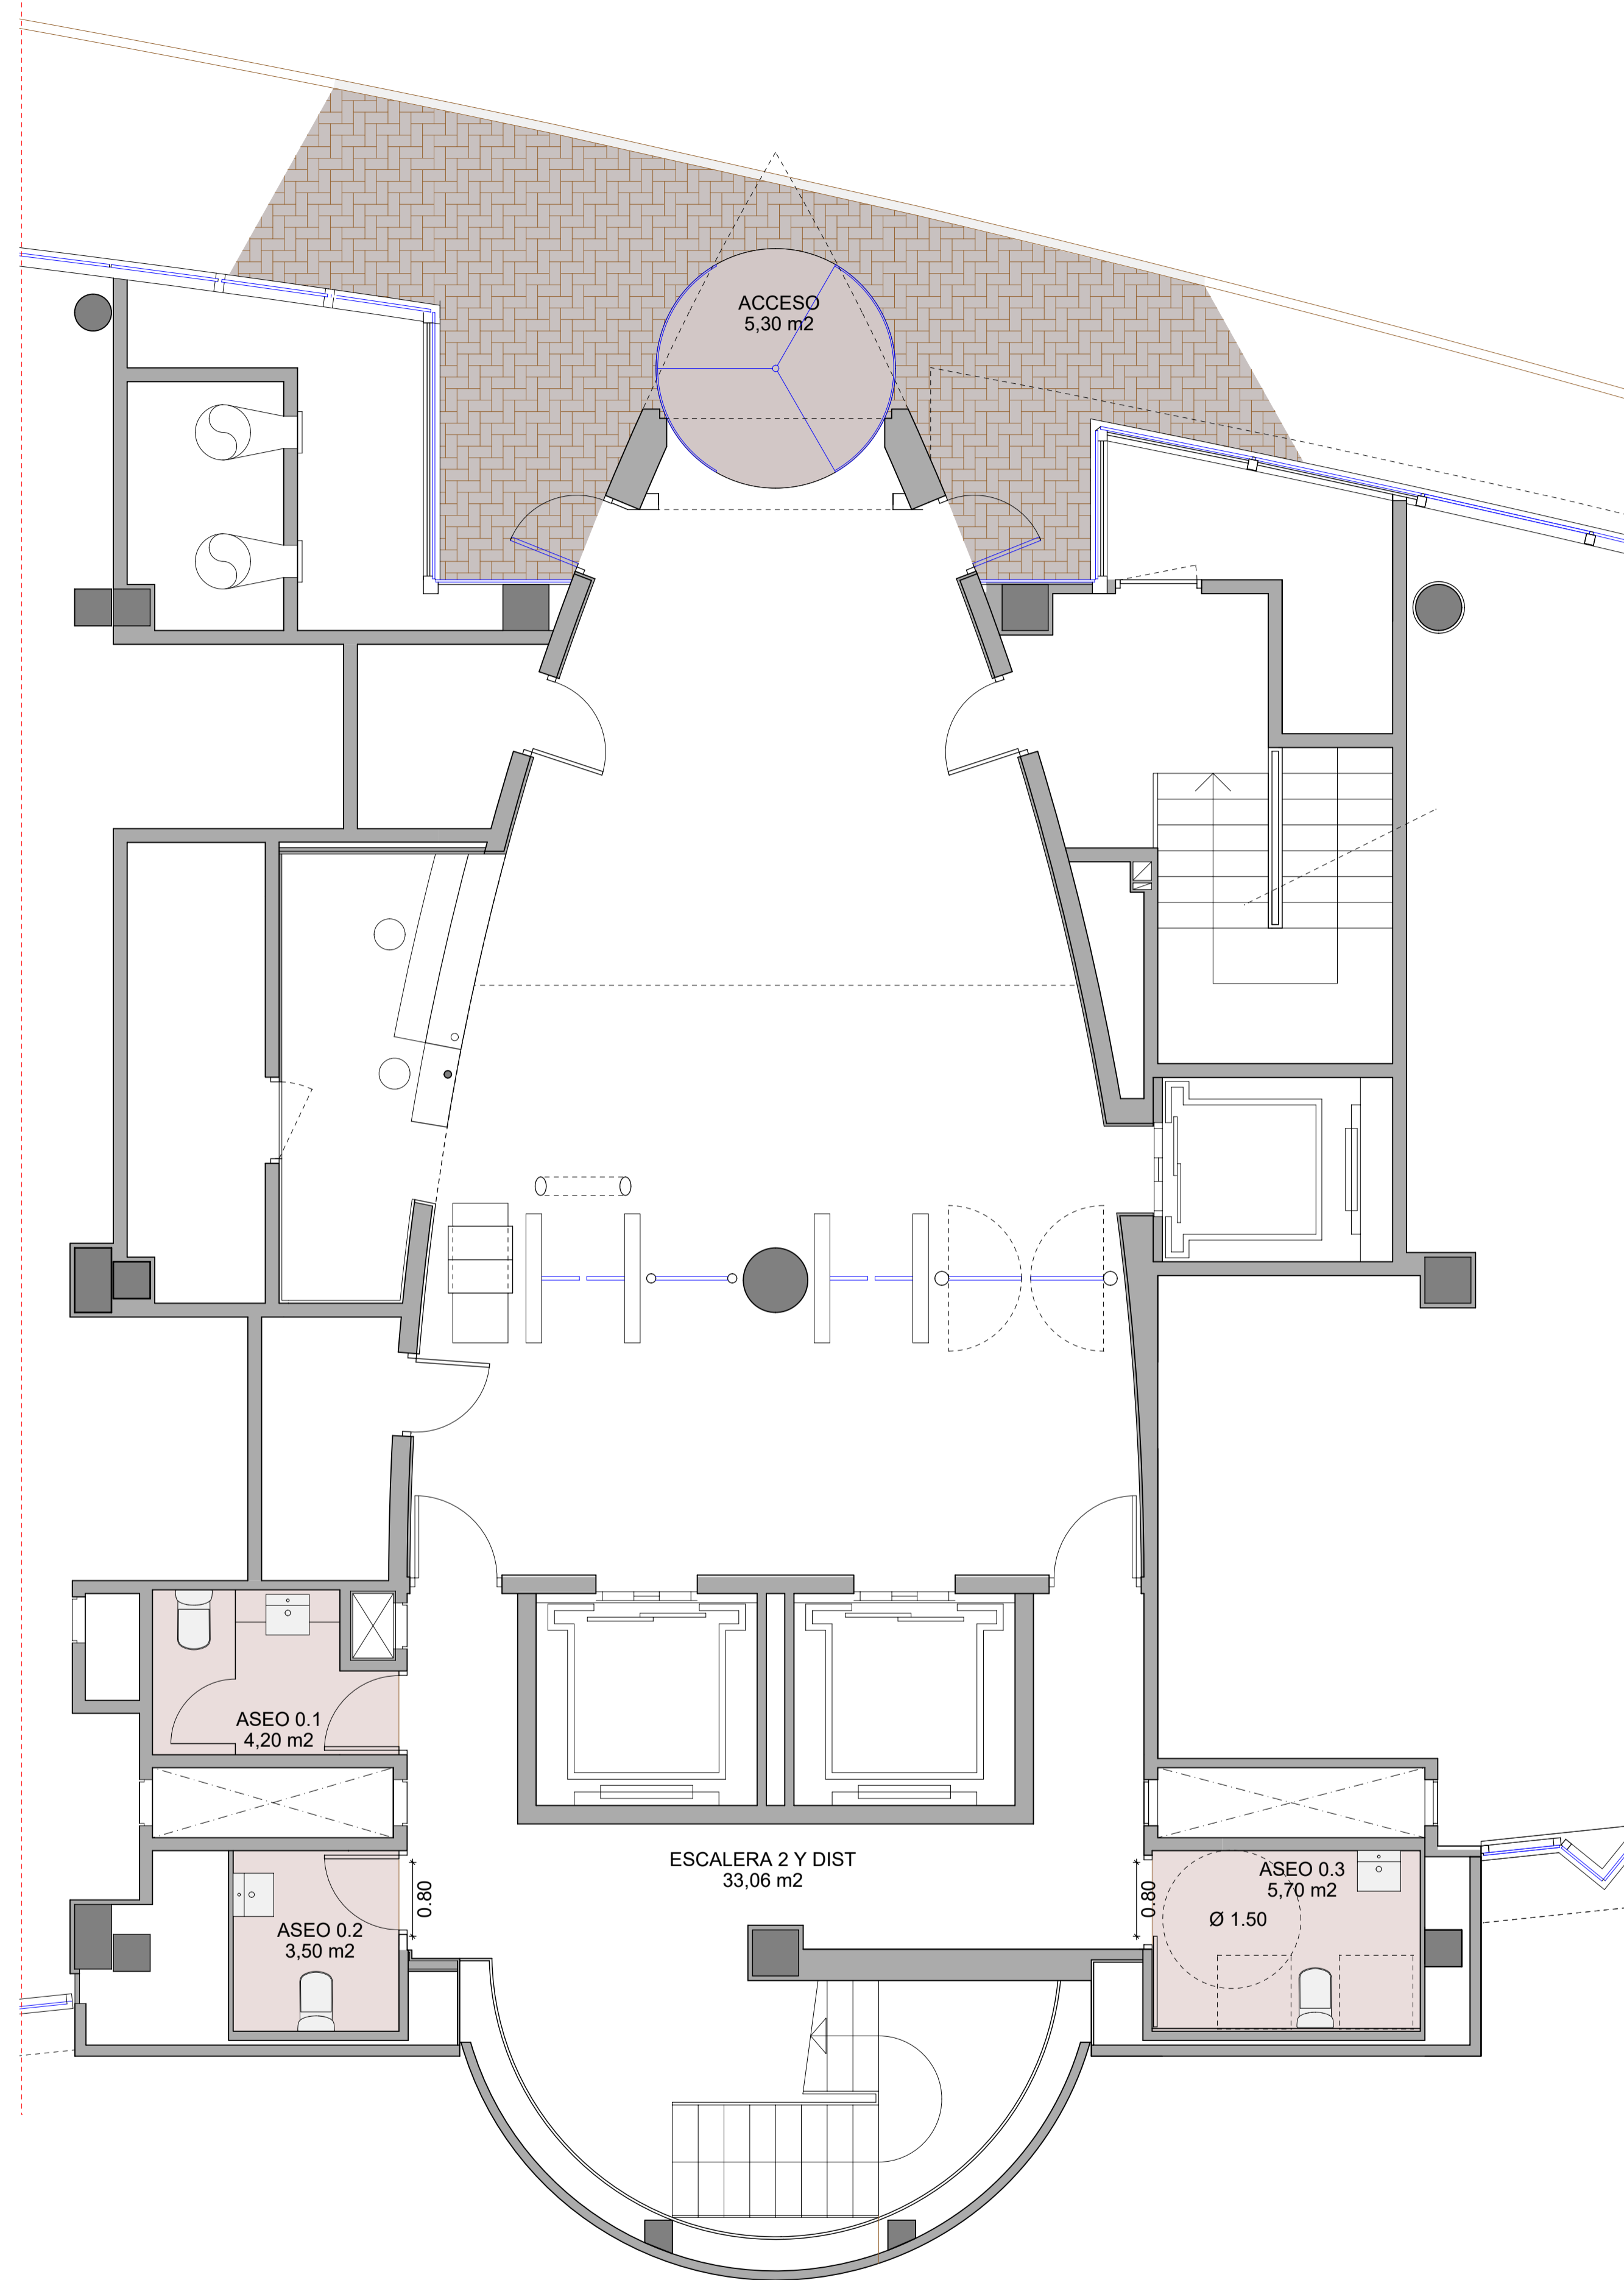 ACCESO
5,30 m2
ASEO 0.1
4,20 m2
ESCALERA 2 Y DIST
33,06 m2
0.80
0.80
ASEO 0.3
5,70 m2
Ø 1.50
ASEO 0.2
3,50 m2